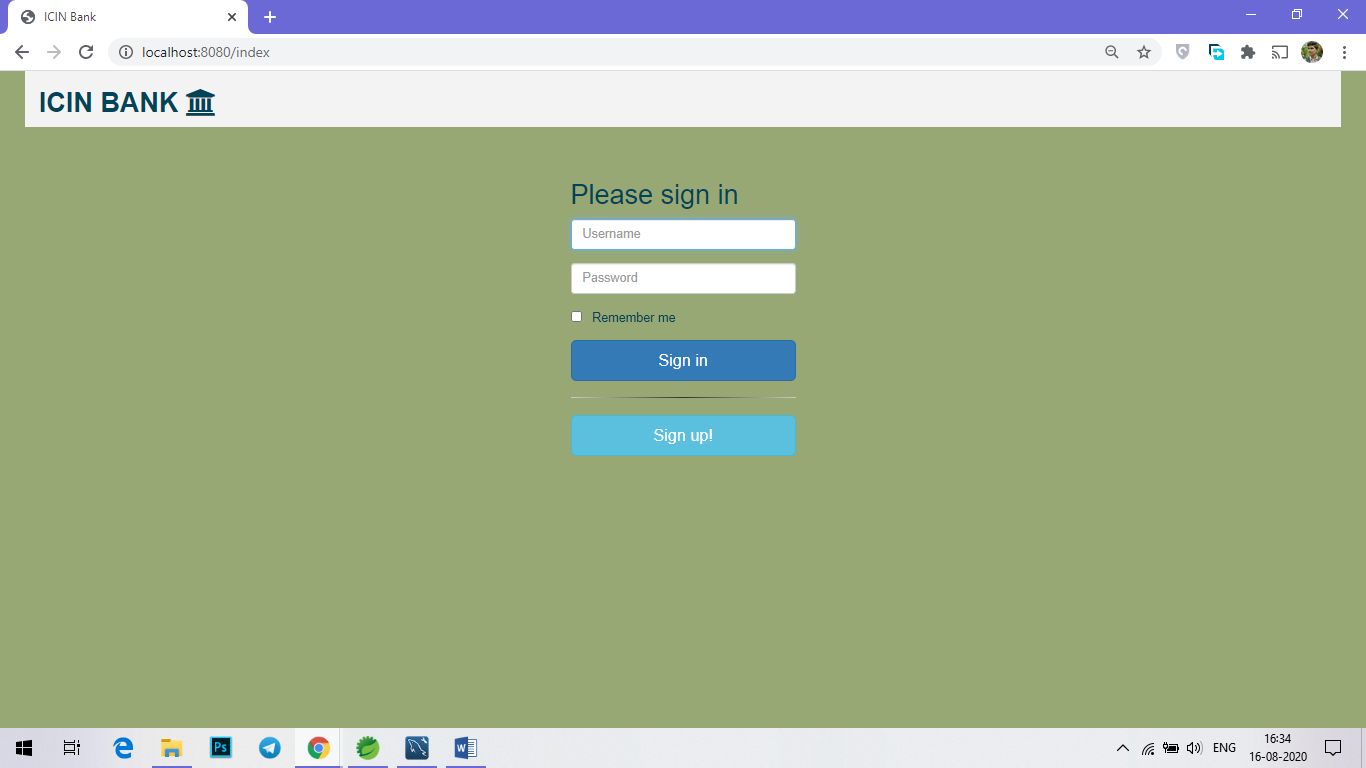 ICIN Bank
localhost:8080/index
ICIN BANK
Please sign in
Username
Password
Remember me
Sign in
Sign up!
Ps
W
ENG
16:34
16-08-2020